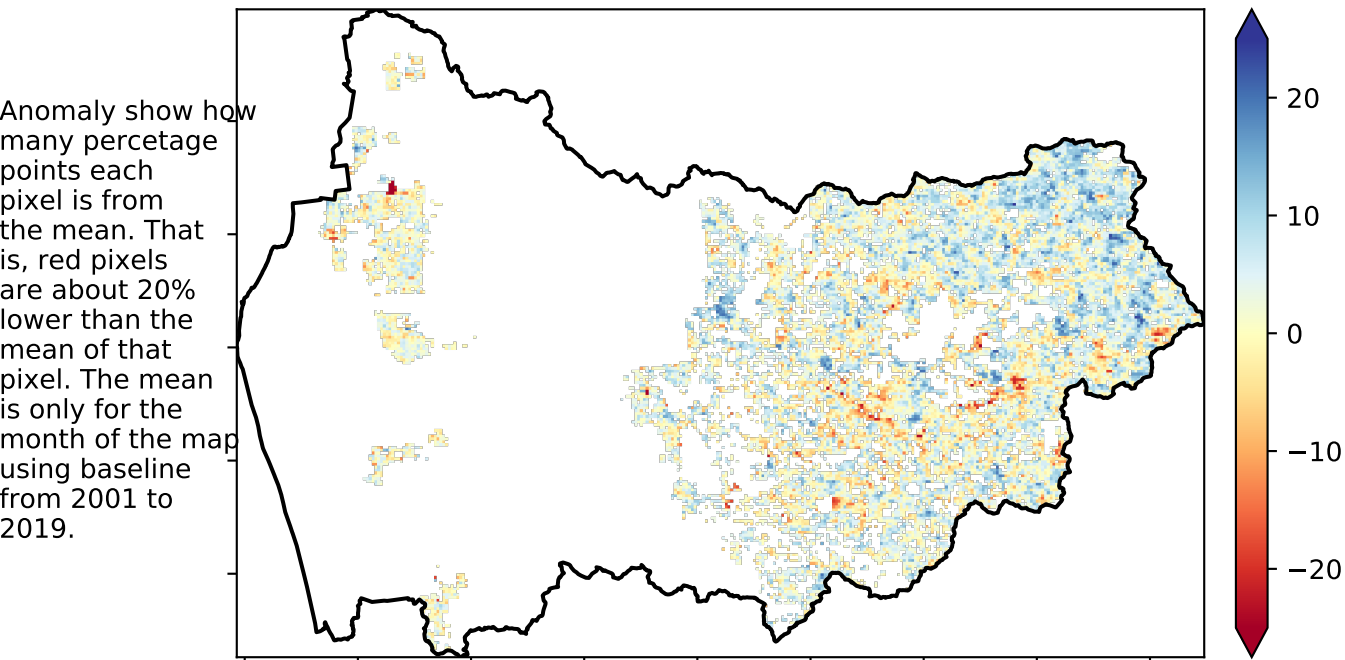 Anomaly show how
many percetage
points each
pixel is from
the mean. That
is, red pixels
are about 20%
lower than the
mean of that
pixel. The mean
is only for the
month of the map
using baseline
from 2001 to
2019.
20
10
0
−10
−20